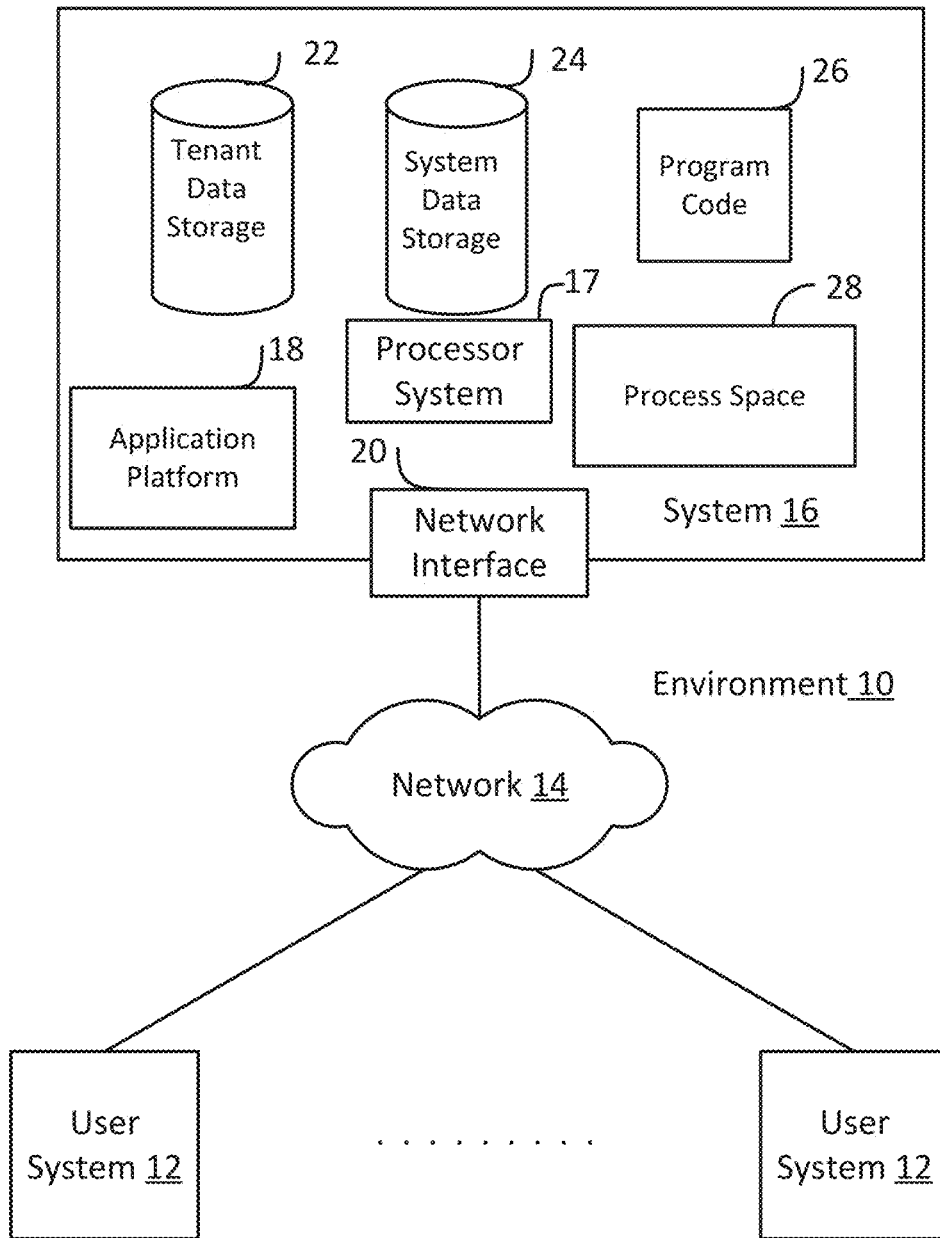 22
24
26
Tenant
Data
Storage
System
Data
Storage
Program
Code
17
28
18
Processor
System
Process Space
Application
Platform
20
System 16
Network
Interface
Environment 10
Network 14
User
System 12
. . . . . . . . .
User
System 12